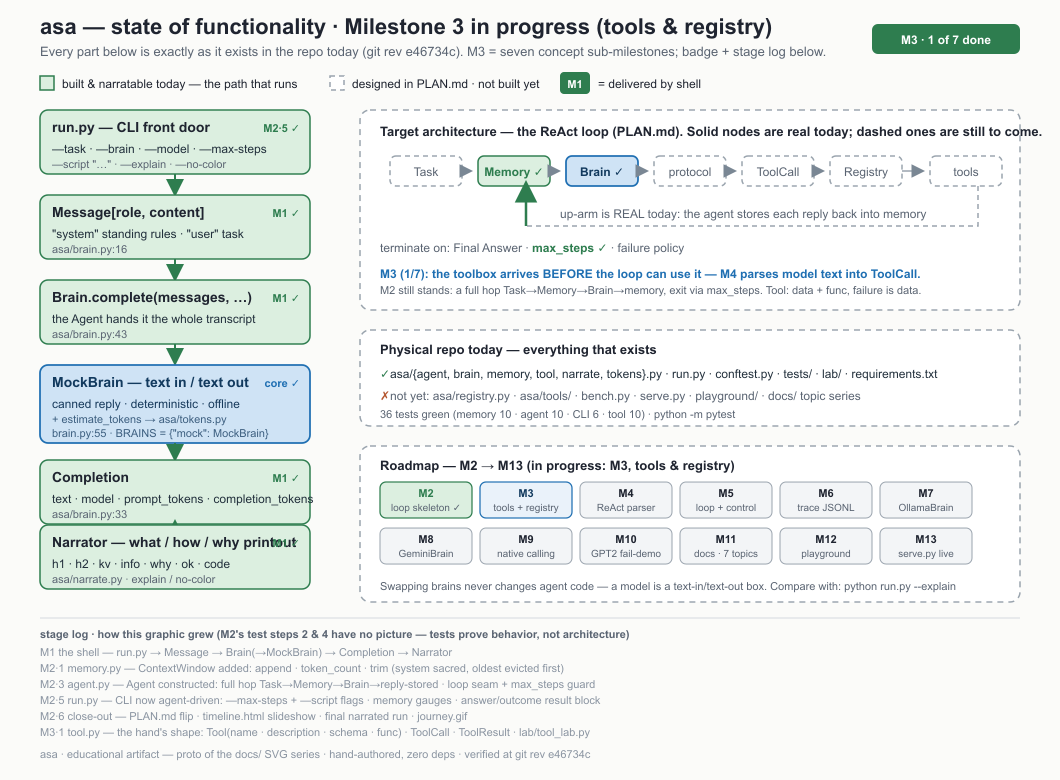 asa — state of functionality · Milestone 3 in progress (tools & registry)
Every part below is exactly as it exists in the repo today (git rev e46734c). M3 = seven concept sub-milestones; badge + stage log below.
M3 · 1 of 7 done
built & narratable today — the path that runs
designed in PLAN.md · not built yet
M1
= delivered by shell
run.py — CLI front door
M2·5 ✓
—task · —brain · —model · —max-steps
—script "…" · —explain · —no-color
Message[role, content]
M1 ✓
"system" standing rules · "user" task
asa/brain.py:16
Brain.complete(messages, …)
M1 ✓
the Agent hands it the whole transcript
asa/brain.py:43
MockBrain — text in / text out
core ✓
canned reply · deterministic · offline
+ estimate_tokens → asa/tokens.py
brain.py:55 · BRAINS = {"mock": MockBrain}
Completion
M1 ✓
text · model · prompt_tokens · completion_tokens
asa/brain.py:33
Narrator — what / how / why printout
h1 · h2 · kv · info · why · ok · code
asa/narrate.py · explain / no-color
Target architecture — the ReAct loop (PLAN.md). Solid nodes are real today; dashed ones are still to come.
Task
Memory ✓
Brain ✓
protocol
ToolCall
Registry
tools
up-arm is REAL today: the agent stores each reply back into memory
terminate on: Final Answer · max_steps ✓ · failure policy
M3 (1/7): the toolbox arrives BEFORE the loop can use it — M4 parses model text into ToolCall.
M2 still stands: a full hop Task→Memory→Brain→memory, exit via max_steps. Tool: data + func, failure is data.
Physical repo today — everything that exists
✓asa/{agent, brain, memory, tool, narrate, tokens}.py · run.py · conftest.py · tests/ · lab/ · requirements.txt
✗not yet: asa/registry.py · asa/tools/ · bench.py · serve.py · playground/ · docs/ topic series
36 tests green (memory 10 · agent 10 · CLI 6 · tool 10) · python -m pytest
Roadmap — M2 → M13 (in progress: M3, tools & registry)
M2
loop skeleton ✓
M3
tools + registry
M4
ReAct parser
M5
loop + control
M6
trace JSONL
M7
OllamaBrain
M8
GeminiBrain
M9
native calling
M10
GPT2 fail-demo
M11
docs · 7 topics
M12
playground
M13
serve.py live
Swapping brains never changes agent code — a model is a text-in/text-out box. Compare with: python run.py --explain
stage log · how this graphic grew (M2's test steps 2 & 4 have no picture — tests prove behavior, not architecture)
M1 the shell — run.py → Message → Brain(→MockBrain) → Completion → Narrator
M2·1 memory.py — ContextWindow added: append · token_count · trim (system sacred, oldest evicted first)
M2·3 agent.py — Agent constructed: full hop Task→Memory→Brain→reply-stored · loop seam + max_steps guard
M2·5 run.py — CLI now agent-driven: —max-steps + —script flags · memory gauges · answer/outcome result block
M2·6 close-out — PLAN.md flip · timeline.html slideshow · final narrated run · journey.gif
M3·1 tool.py — the hand's shape: Tool(name · description · schema · func) · ToolCall · ToolResult · lab/tool_lab.py
asa · educational artifact — proto of the docs/ SVG series · hand-authored, zero deps · verified at git rev e46734c